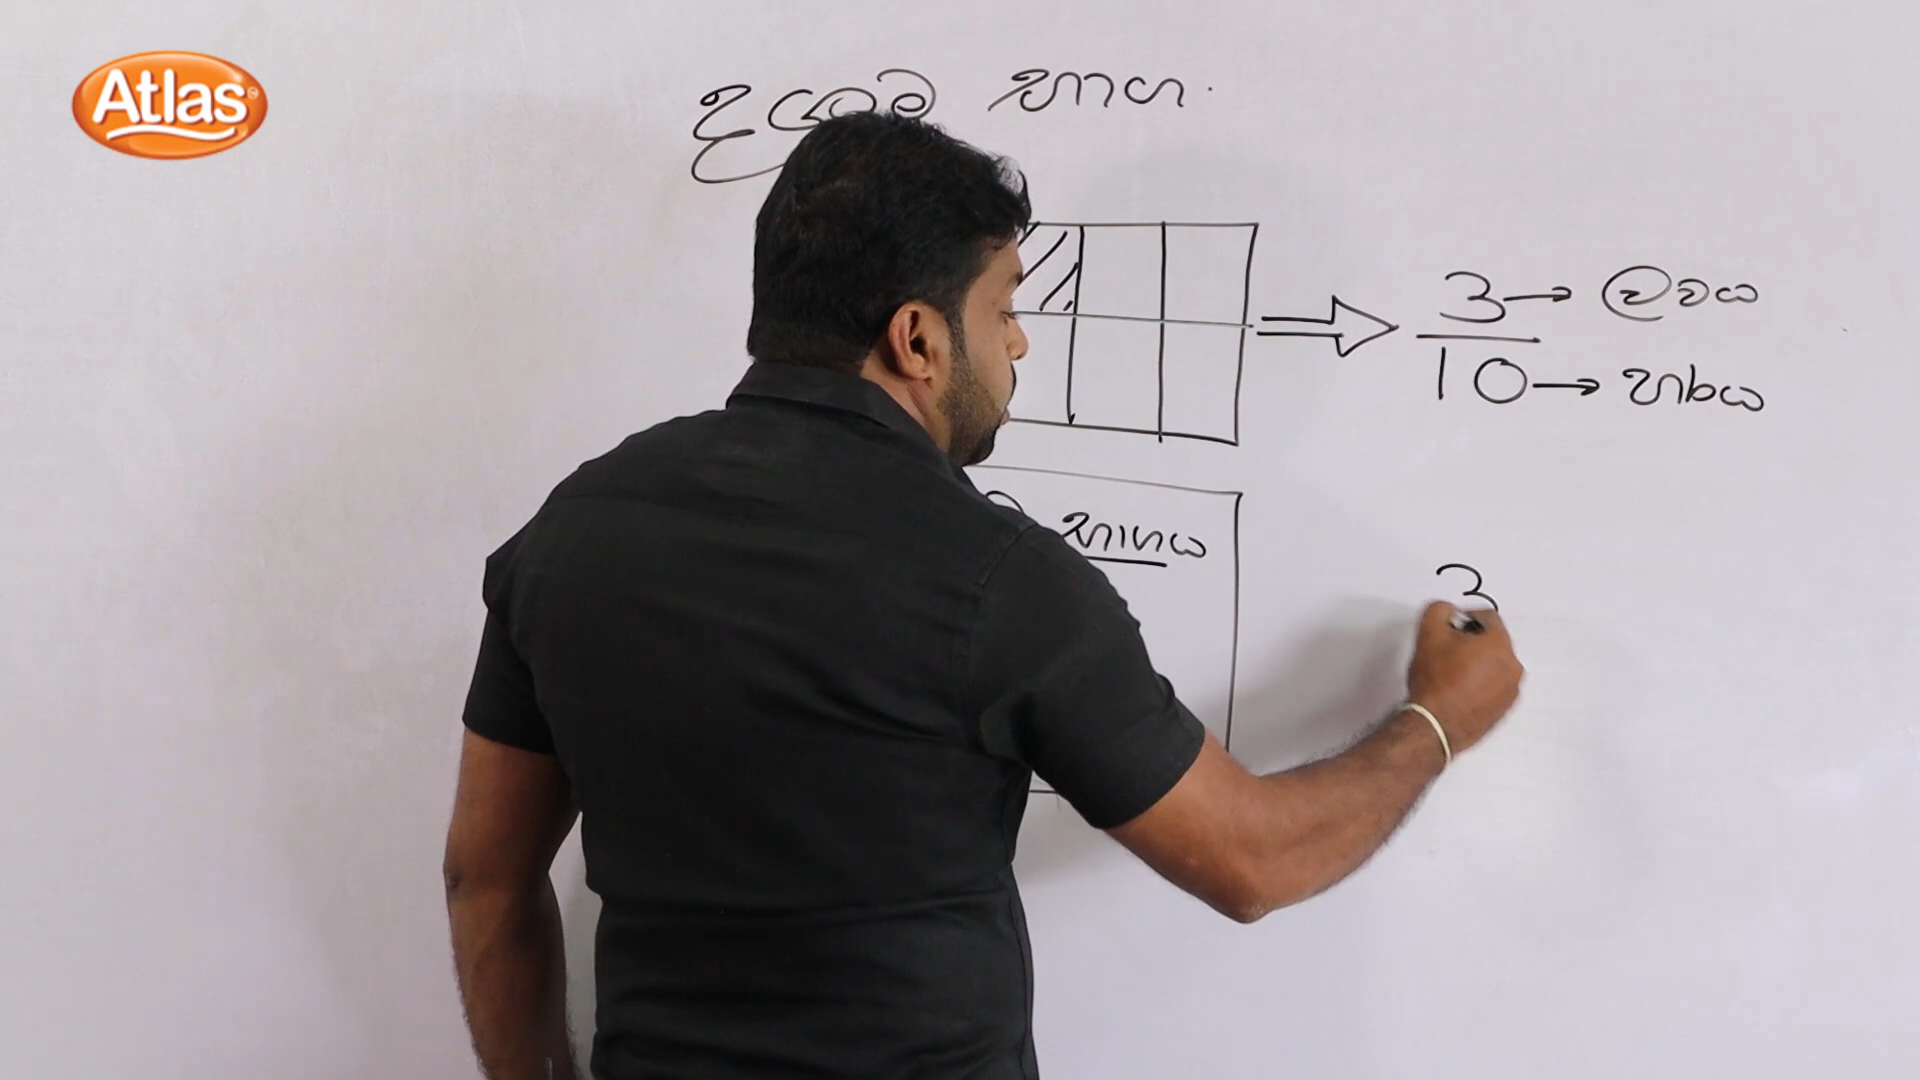 Atlas
දශම භාග.
3 → ලවය
10 → හරය
භාගය
3